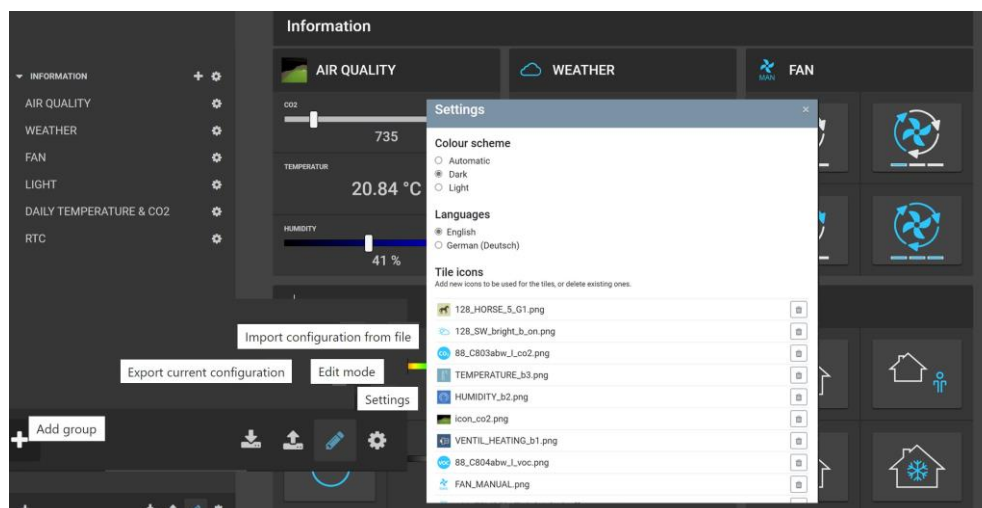 Information
INFORMATION
AIR QUALITY
WEATHER
FAN
LIGHT
DAILY TEMPERATURE & CO2
RTC
AIR QUALITY
WEATHER
MAN
FAN
CO2
735
TEMPERATUR
20.84 °C
HUMIDITY
41 %
Settings
×
Colour scheme
Automatic
Dark
Light
Languages
English
German (Deutsch)
Tile icons
Add new icons to be used for the tiles, or delete existing ones.
128_HORSE_5_G1.png
128_SW_bright_b_on.png
88_C803abw_I_co2.png
TEMPERATURE_b3.png
HUMIDITY_b2.png
icon_co2.png
VENTIL_HEATING_b1.png
VOC
88_C804abw_I_voc.png
FAN_MANUAL.png
Import configuration from file
Export current configuration
Edit mode
Settings
Add group